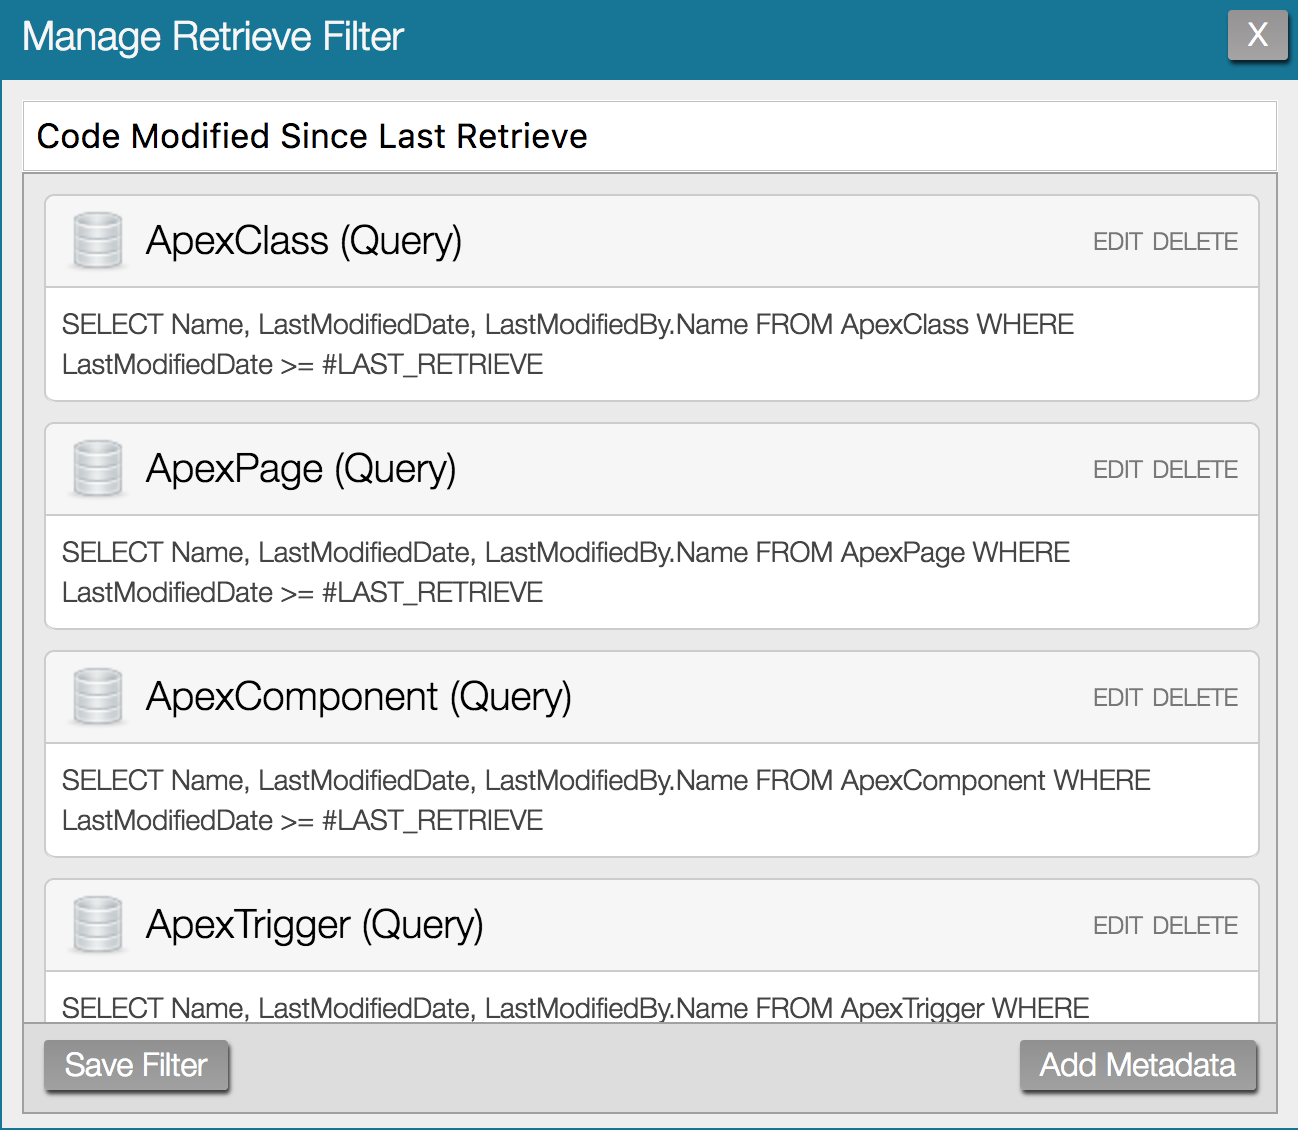 Manage Retrieve Filter
X
Code Modified Since Last Retrieve
ApexClass (Query)
EDIT DELETE
SELECT Name, LastModifiedDate, LastModifiedBy.Name FROM ApexClass WHERE
LastModifiedDate >= #LAST_RETRIEVE
ApexPage (Query)
EDIT DELETE
SELECT Name, LastModifiedDate, LastModifiedBy.Name FROM ApexPage WHERE
LastModifiedDate >= #LAST_RETRIEVE
ApexComponent (Query)
EDIT DELETE
SELECT Name, LastModifiedDate, LastModifiedBy.Name FROM ApexComponent WHERE
LastModifiedDate >= #LAST_RETRIEVE
ApexTrigger (Query)
EDIT DELETE
SELECT Name, LastModifiedDate, LastModifiedBy.Name FROM ApexTrigger WHERE
Save Filter
Add Metadata